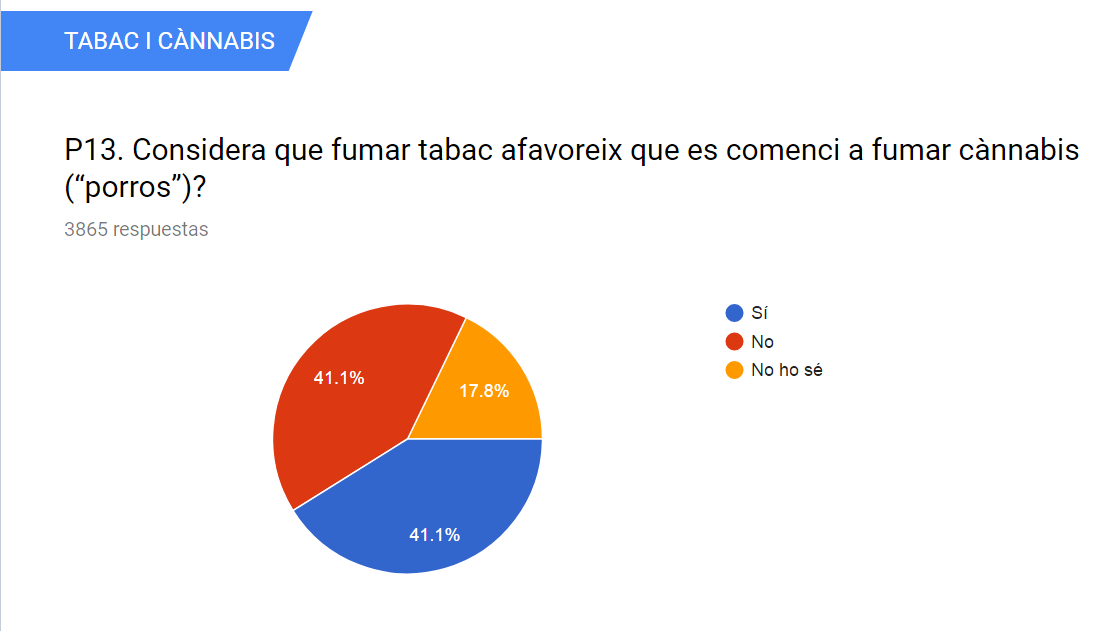 TABAC I CÀNNABIS
P13. Considera que fumar tabac afavoreix que es comenci a fumar cànnabis
(“porros”)?
3865 respuestas
Sí
No
No ho sé
41.1%
17.8%
41.1%